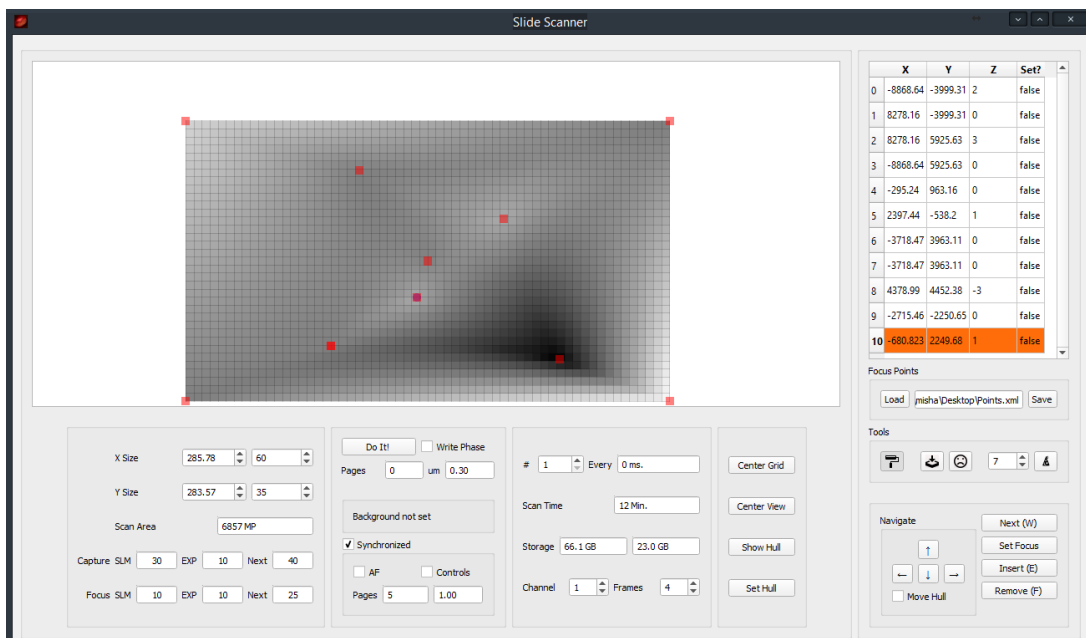 Slide Scanner
X Y Z Set?
0 -8868.64 -3999.31 2 false
1 8278.16 -3999.31 0 false
2 8278.16 5925.63 3 false
3 -8868.64 5925.63 0 false
4 -295.24 963.16 0 false
5 2397.44 -538.2 1 false
6 -3718.47 3963.11 0 false
7 -3718.47 3963.11 0 false
8 4378.99 4452.38 -3 false
9 -2715.46 -2250.65 0 false
10 -680.823 2249.68 1 false
Focus Points
Load misha\Desktop\Points.xml Save
Tools
7
X Size 285.78 60
Y Size 283.57 35
Scan Area 6857 MP
Capture SLM 30 EXP 10 Next 40
Focus SLM 10 EXP 10 Next 25
Do It! Write Phase
Pages 0 um 0.30
Background not set
Synchronized
AF Controls
Pages 5 1.00
# 1 Every 0 ms.
Scan Time 12 Min.
Storage 66.1 GB 23.0 GB
Channel 1 Frames 4
Center Grid
Center View
Show Hull
Set Hull
Navigate
Move Hull
Next (W)
Set Focus
Insert (E)
Remove (F)